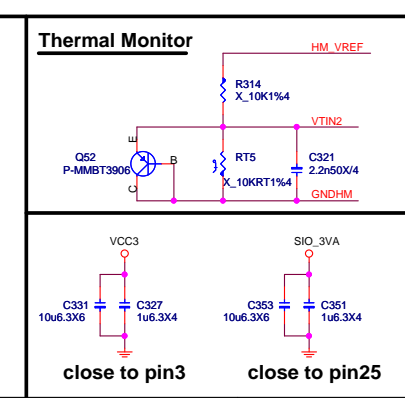 Thermal Monitor
HM_VREF
R314
X_10K1%4
VTIN2
E
Q52
P-MMBT3906
B
C
RT5
X_10KRT1%4
C321
2.2n50X/4
GNDHM
VCC3
SIO_3VA
C331
10u6.3X6
C327
1u6.3X4
C353
10u6.3X6
C351
1u6.3X4
close to pin3
close to pin25